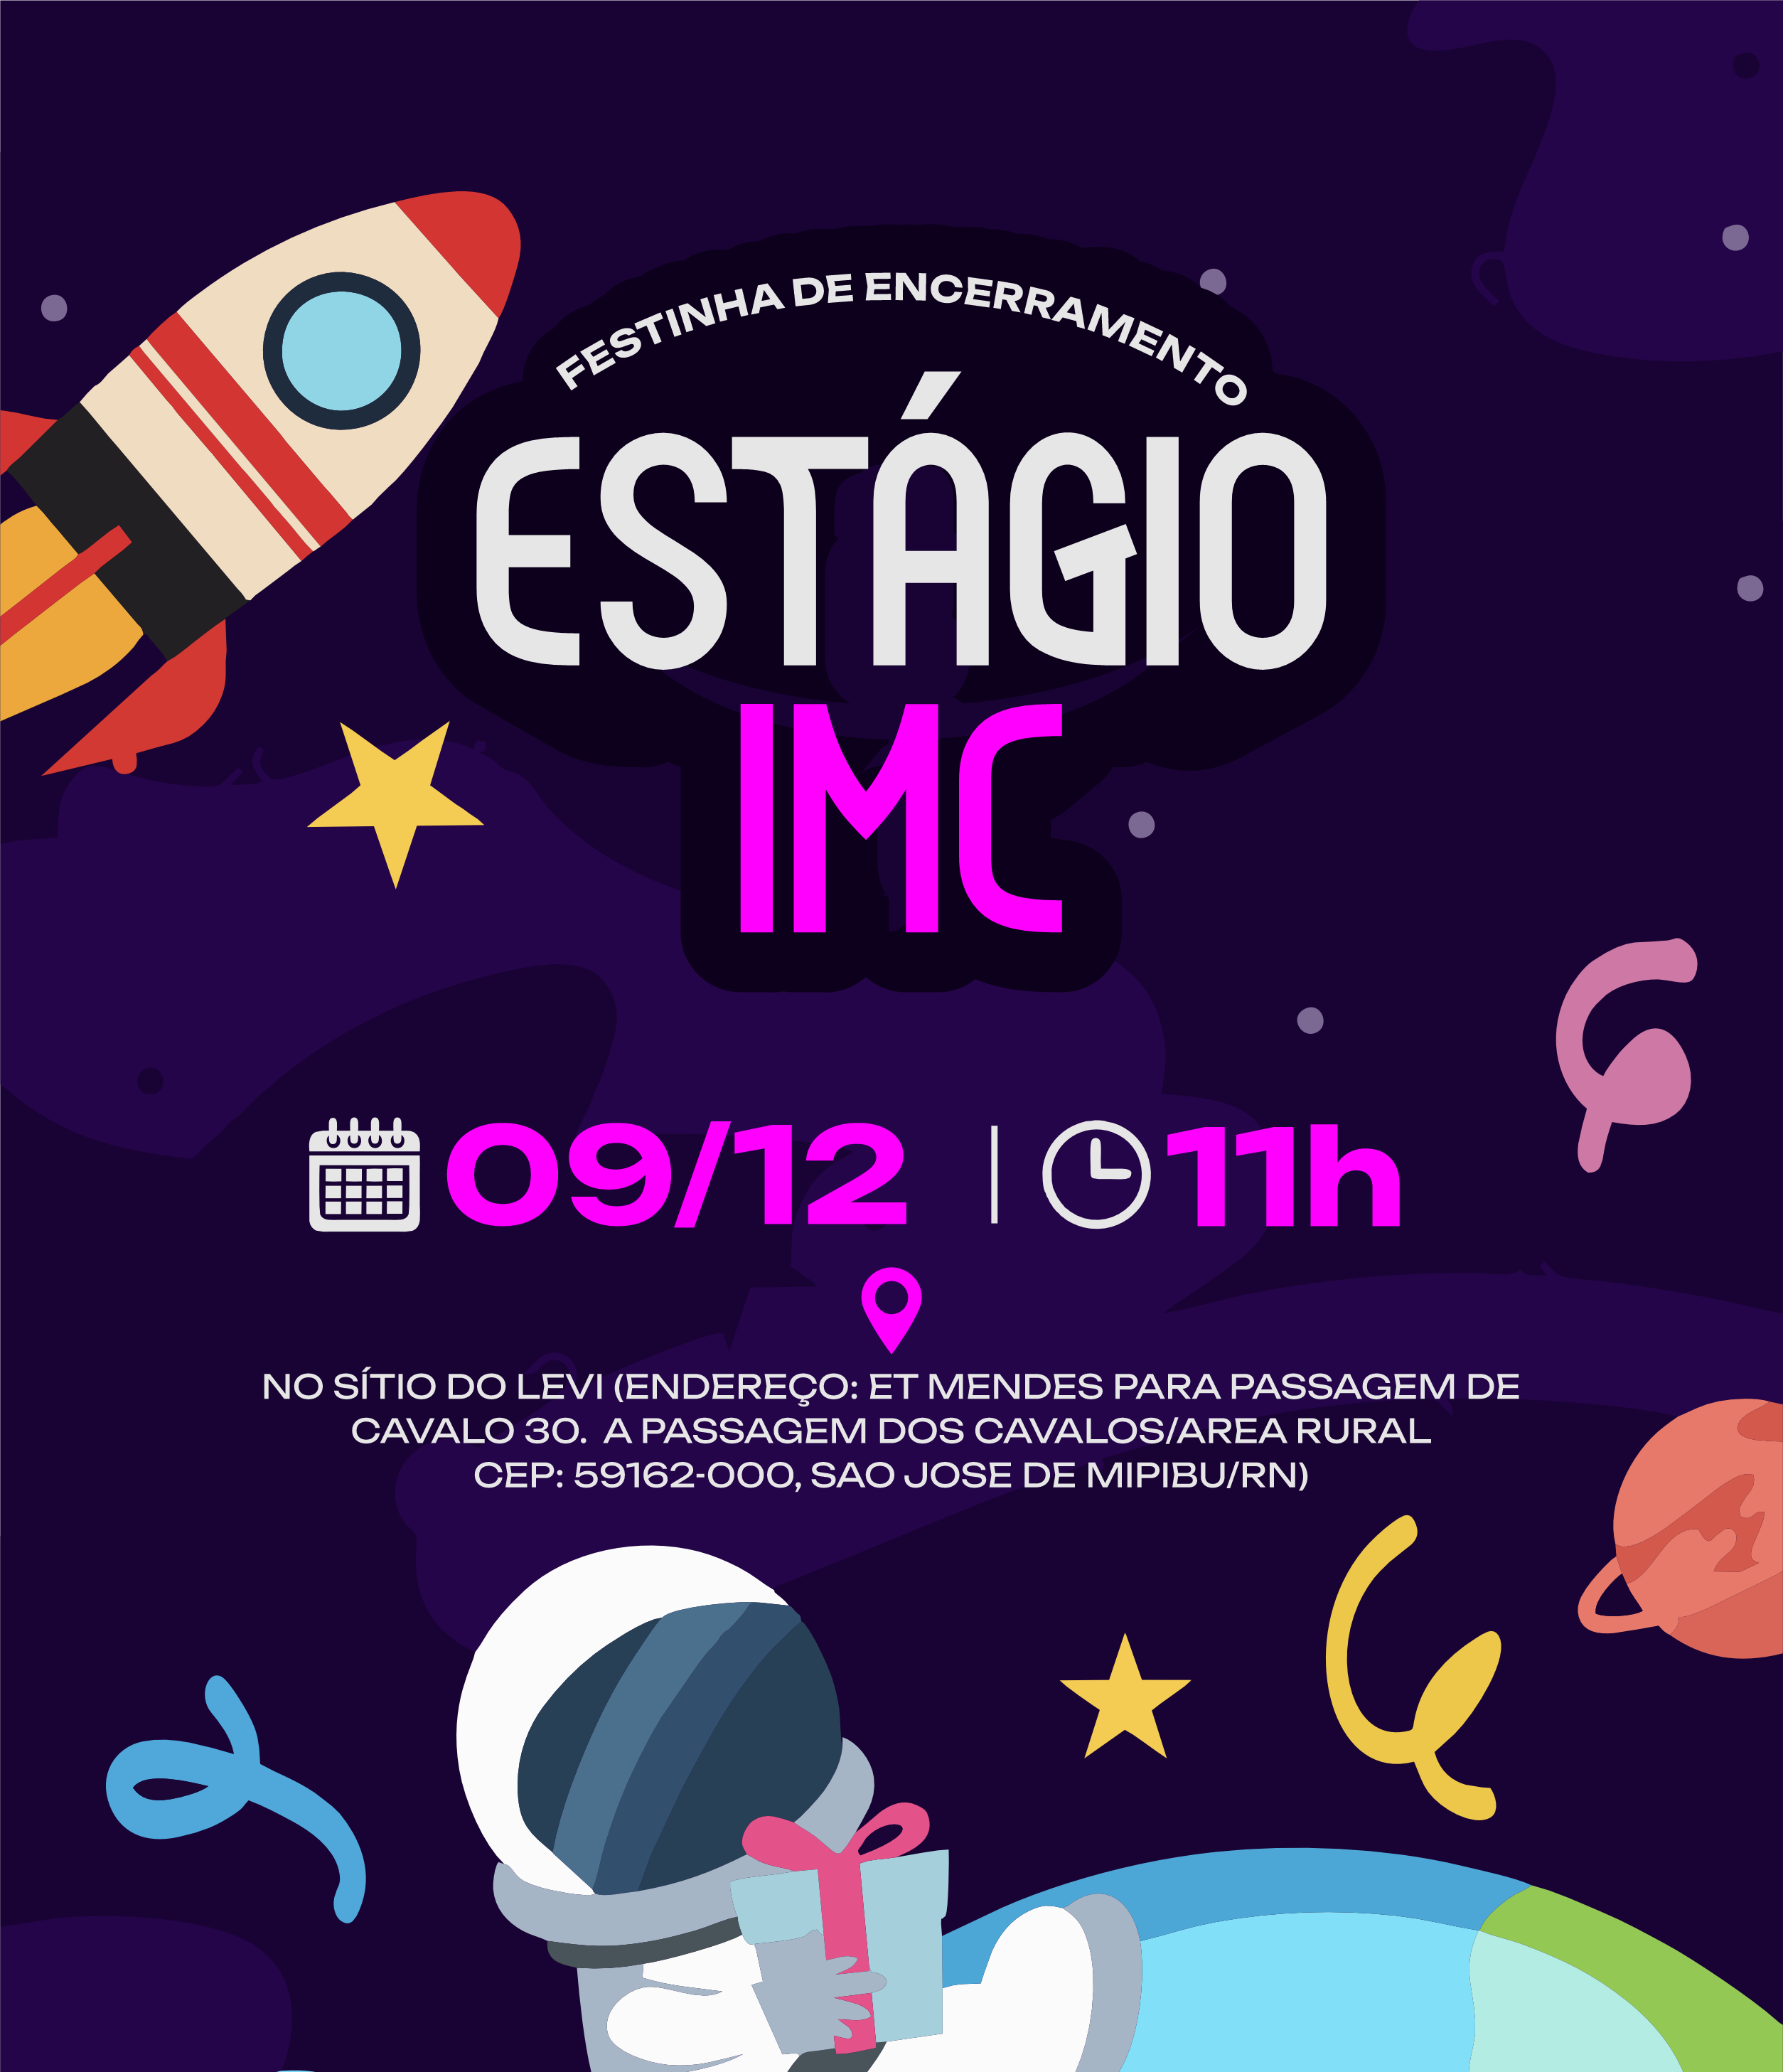 FESTINHA DE ENCERRAMENTO
ESTÁGIO
IMC
09/12 | 11h
NO SÍTIO DO LEVI (ENDEREÇO: ET MENDES PARA PASSAGEM DE
CAVALO 30. A PASSAGEM DOS CAVALOS/AREA RURAL
CEP: 59162-000, SAO JOSE DE MIPIBU/RN)